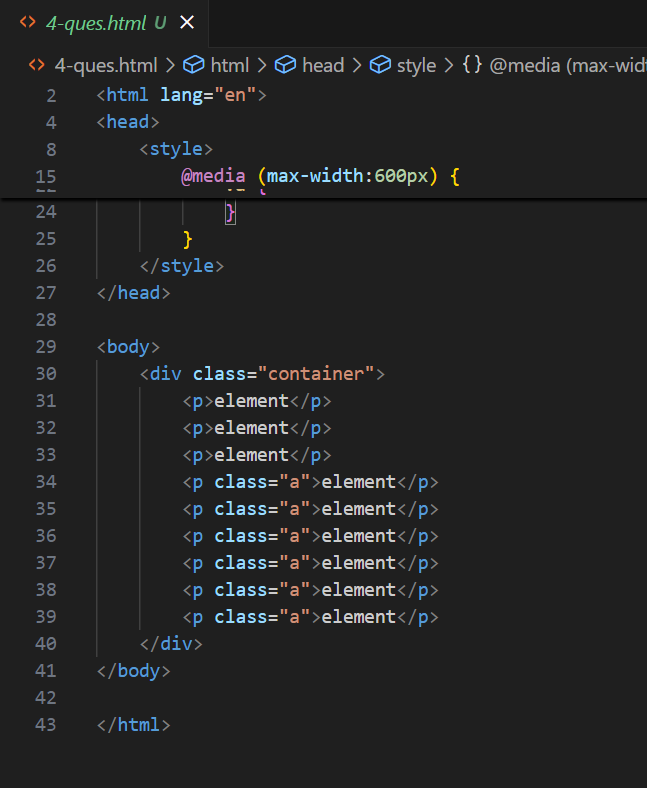 4-ques.html U
4-ques.html > html > head > style > {} @media (max-wid
2 <html lang="en">
4 <head>
8 <style>
15 @media (max-width:600px) {
24 }
25 }
26 </style>
27 </head>
28
29 <body>
30 <div class="container">
31 <p>element</p>
32 <p>element</p>
33 <p>element</p>
34 <p class="a">element</p>
35 <p class="a">element</p>
36 <p class="a">element</p>
37 <p class="a">element</p>
38 <p class="a">element</p>
39 <p class="a">element</p>
40 </div>
41 </body>
42
43 </html>